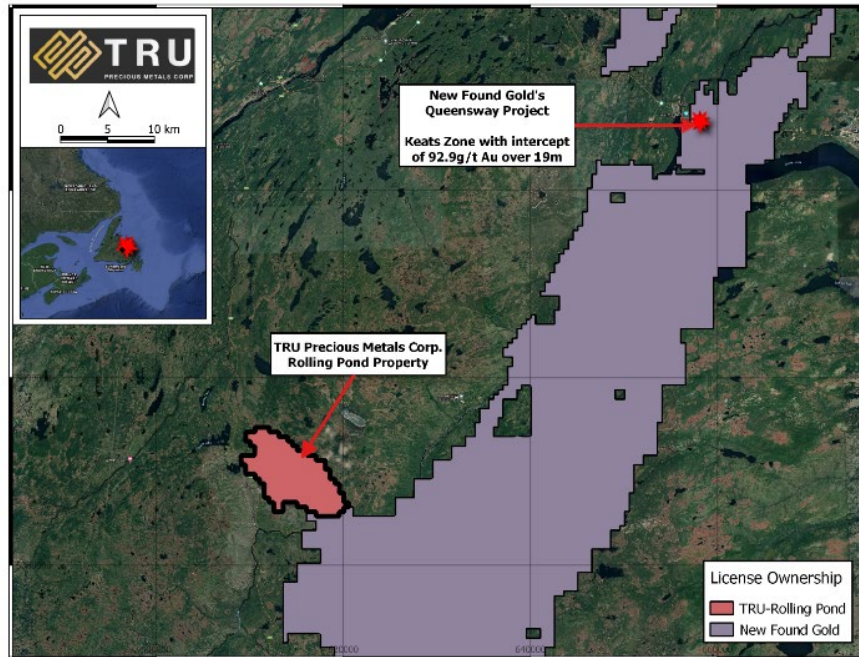 TRU
PRECIOUS METALS CORP
0 5 10 km
New Found Gold's
Queensway Project
Keats Zone with intercept
of 92.9g/t Au over 19m
TRU Precious Metals Corp.
Rolling Pond Property
License Ownership
TRU-Rolling Pond
New Found Gold
640000